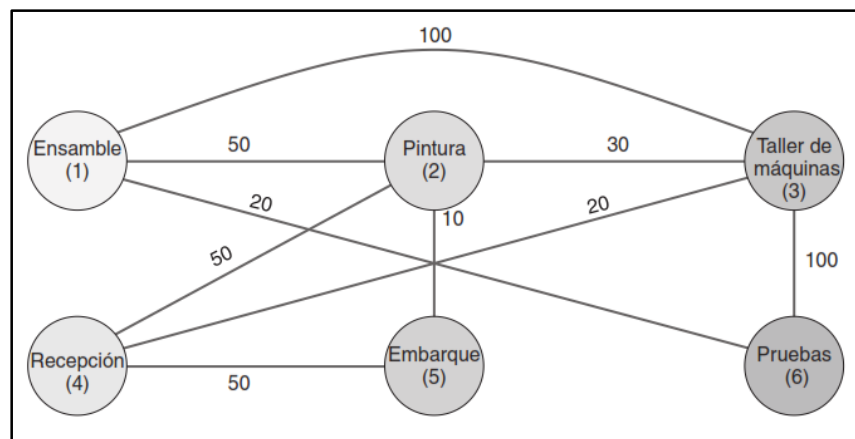 100
Ensamble
(1)
50
Pintura
(2)
30
Taller de
máquinas
(3)
20
50
10
20
100
Recepción
(4)
50
Embarque
(5)
Pruebas
(6)